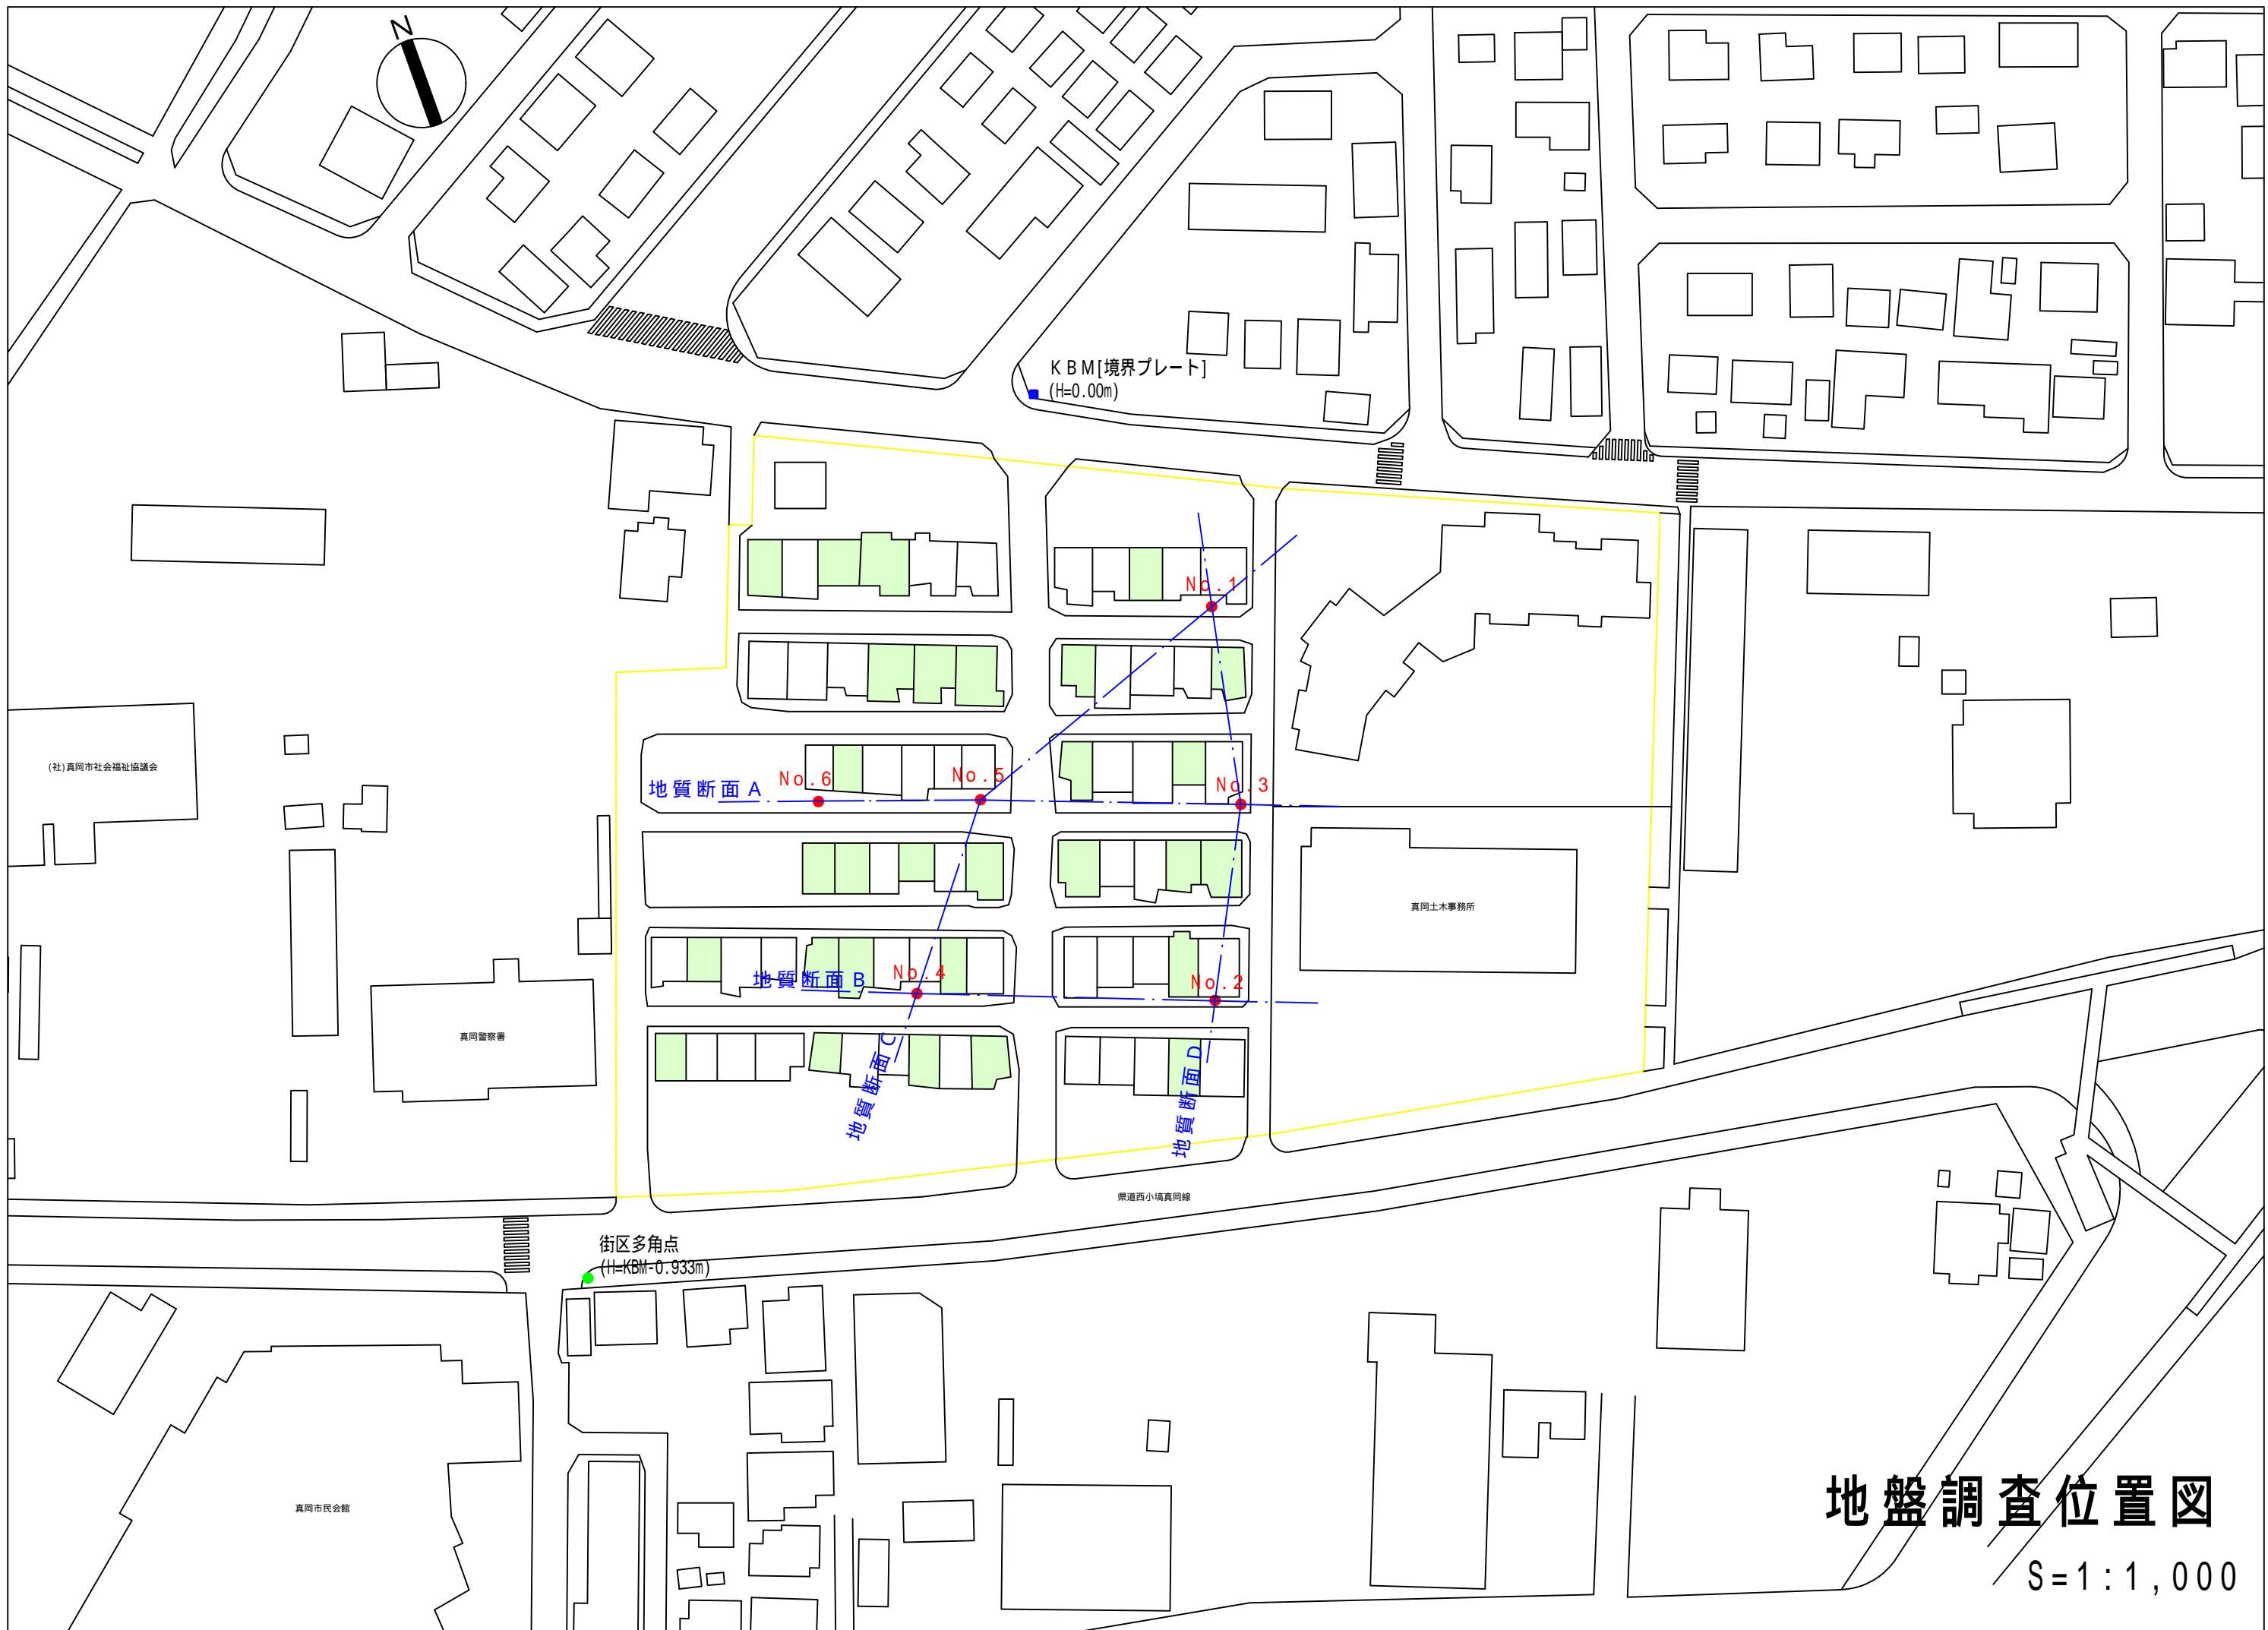 N
KBM[境界プレート]
(H=0.00m)
No.1
(社)真岡市社会福祉協議会
地質断面A
No.6
No.5
No.3
真岡土木事務所
地質断面B
No.4
No.2
真岡警察署
地質断面C
地質断面D
県道西小塙真岡線
街区多角点
(H=KBM-0.933m)
真岡市民会館
地盤調査位置図
S=1:1,000